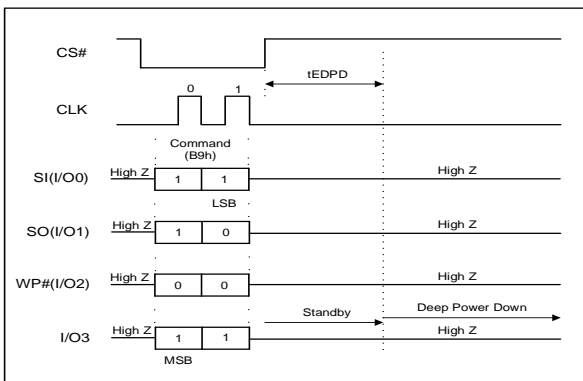 CS#
tEDPD
0 1
CLK
Command
(B9h)
High Z
High Z
SI(I/O0)
1 1
LSB
High Z
High Z
SO(I/O1)
1 0
High Z
High Z
WP#(I/O2)
0 0
Standby
Deep Power Down
High Z
High Z
I/O3
1 1
MSB